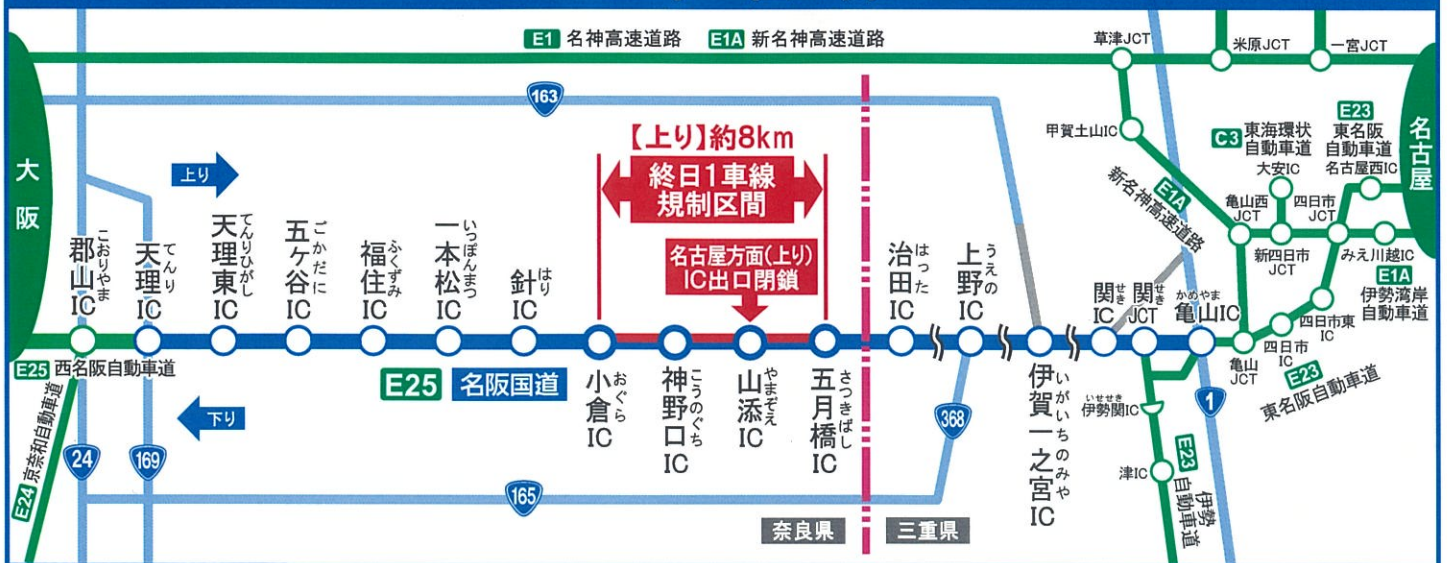 E1 名神高速道路 E1A 新名神高速道路
草津JCT
米原JCT
一宮JCT
大阪
名古屋
163
【上り】約8km
終日1車線
規制区間
甲賀土山IC
C3 東海環状
自動車道
E23
東名阪
自動車道
大安IC
名古屋西IC
上り
E1A
新名神高速道路
亀山西
JCT
四日市
JCT
新四日市
JCT
みえ川越IC
E1A
伊勢湾岸
自動車道
名古屋方面(上り)
IC出口閉鎖
郡山IC
こおりやま
天理IC
てんり
天理東IC
てんりひがし
五ケ谷IC
ごかだに
福住IC
ふくずみ
一本松IC
いっぽんまつ
針IC
はり
治田IC
はった
上野IC
うえの
関IC
せき
関JCT
せき
かめやま
亀山IC
亀山
JCT
四日市
IC
四日市東
IC
E23
東名阪自動車道
E25 西名阪自動車道
E25 名阪国道
小倉IC
おぐら
神野口IC
こうのぐち
山添IC
やまぞえ
五月橋IC
さつきばし
伊賀一之宮IC
いがいちのみや
いせせき
伊勢関IC
1
下り
368
E24 京奈和自動車道
24
169
165
津IC
E23
伊勢
自動車道
奈良県
三重県